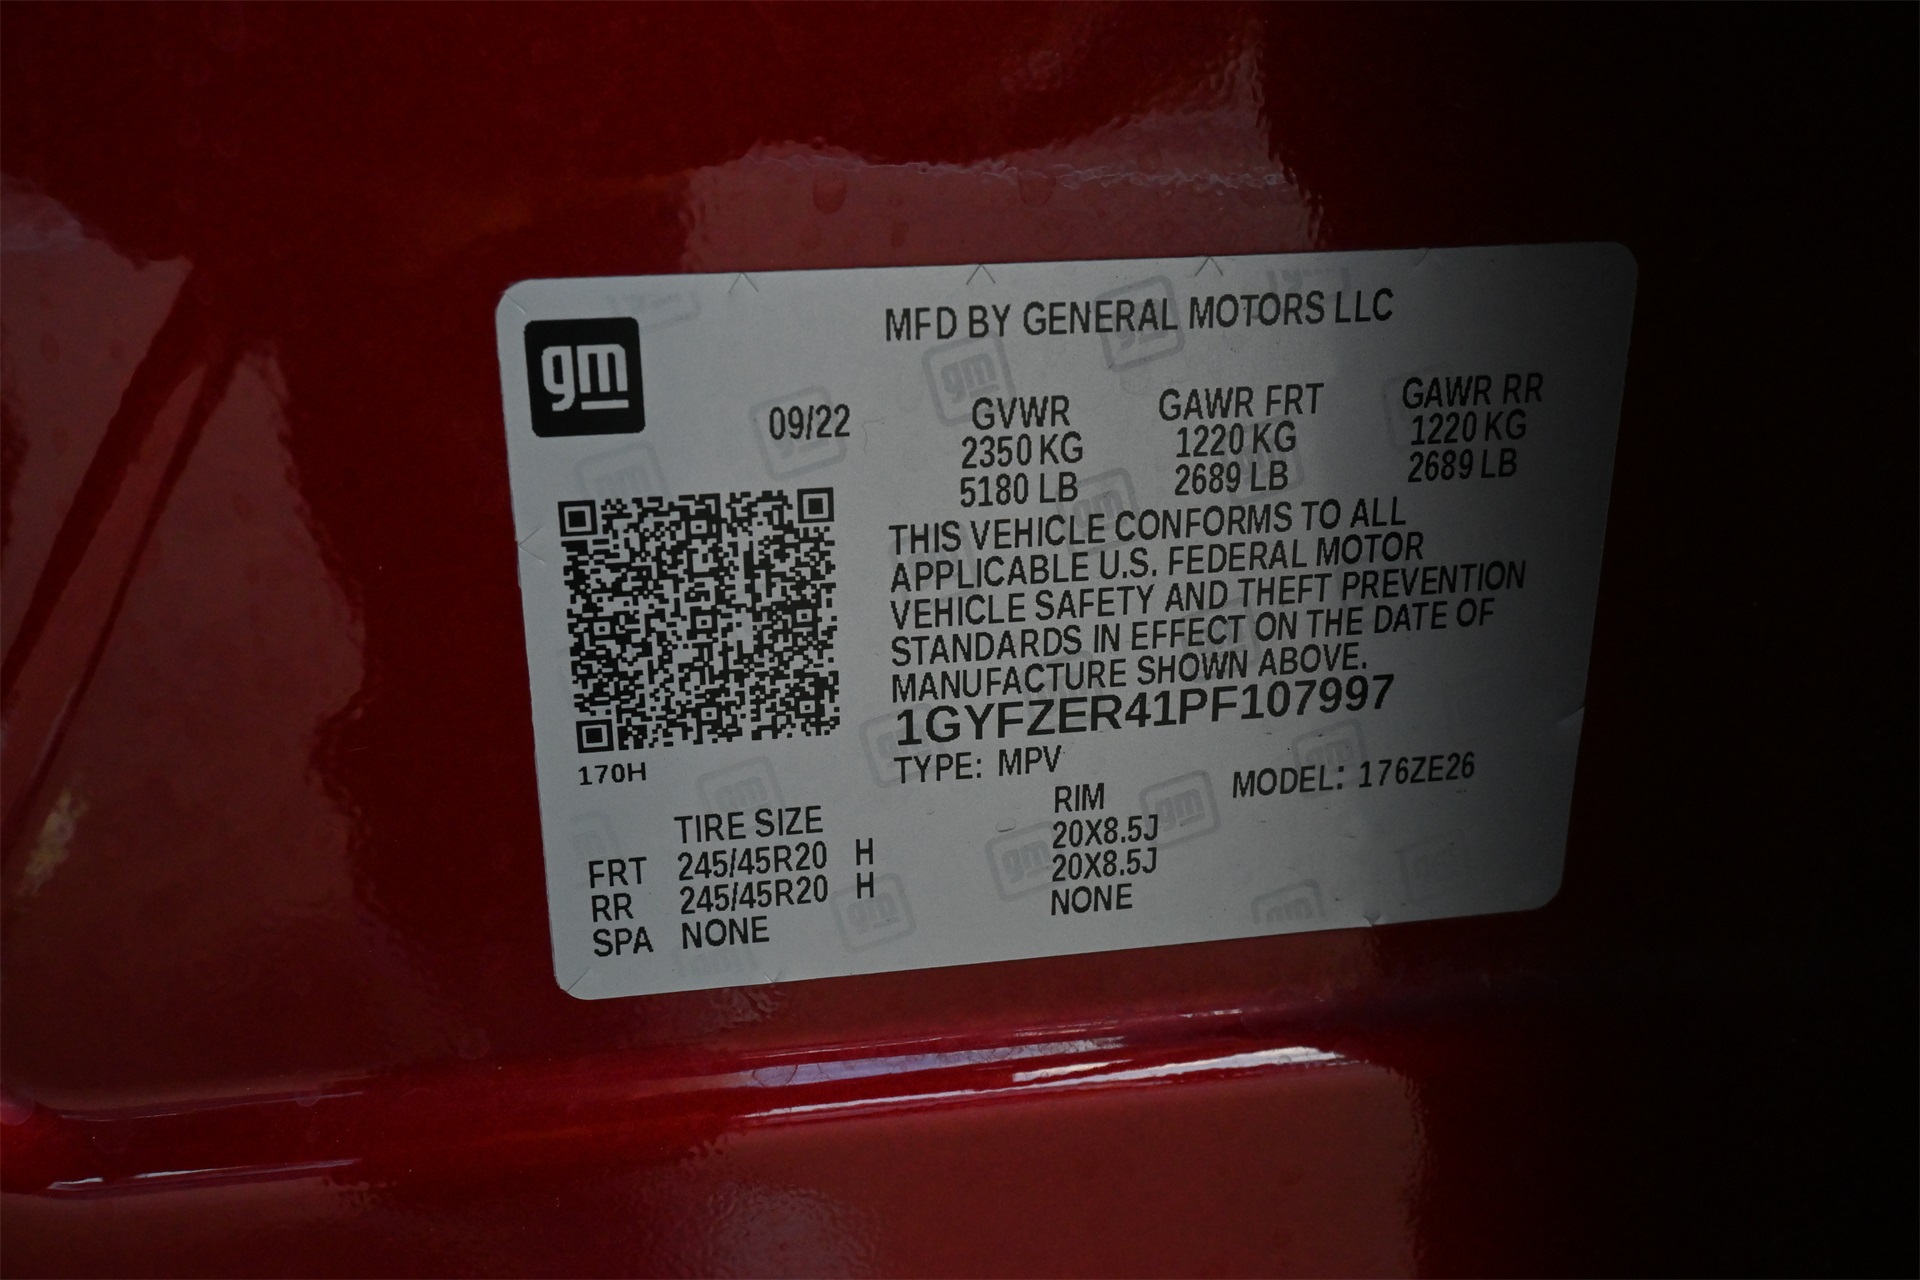 MFD BY GENERAL MOTORS LLC
gm
09/22
GVWR GAWR FRT GAWR RR
2350 KG 1220 KG 1220 KG
5180 LB 2689 LB 2689 LB
THIS VEHICLE CONFORMS TO ALL
APPLICABLE U.S. FEDERAL MOTOR
VEHICLE SAFETY AND THEFT PREVENTION
STANDARDS IN EFFECT ON THE DATE OF
MANUFACTURE SHOWN ABOVE.
1GYFZER41PF107997
170H
TYPE: MPV MODEL: 176ZE26
TIRE SIZE RIM
FRT 245/45R20 H 20X8.5J
RR 245/45R20 H 20X8.5J
SPA NONE NONE